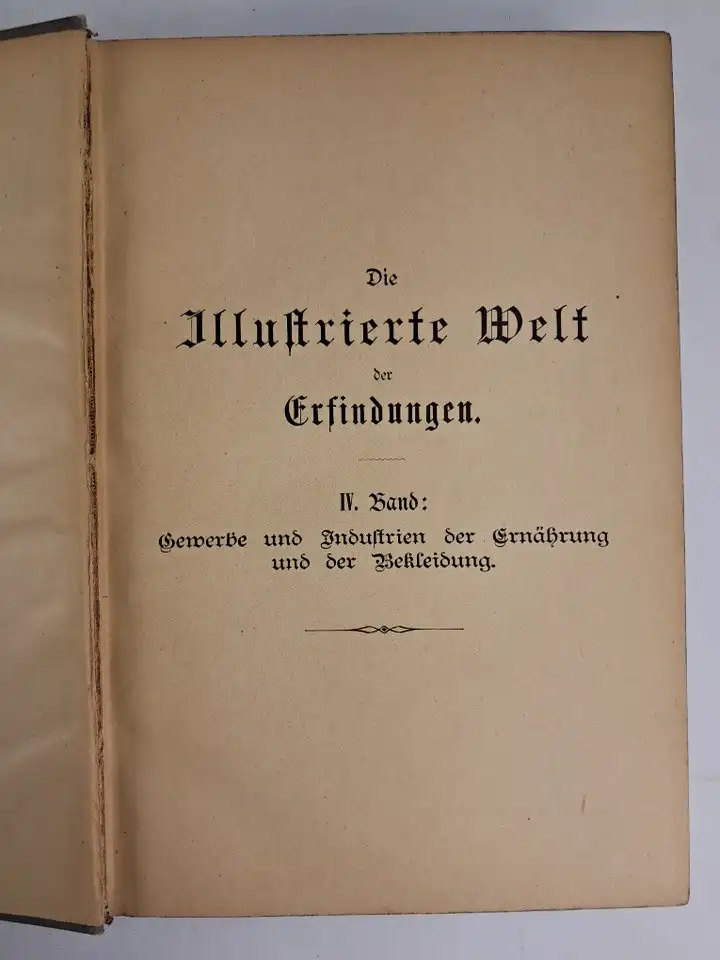 Die
Illustrierte Welt
der
Erfindungen.
IV. Band:
Gewerbe und Industrien der Ernährung
und der Bekleidung.